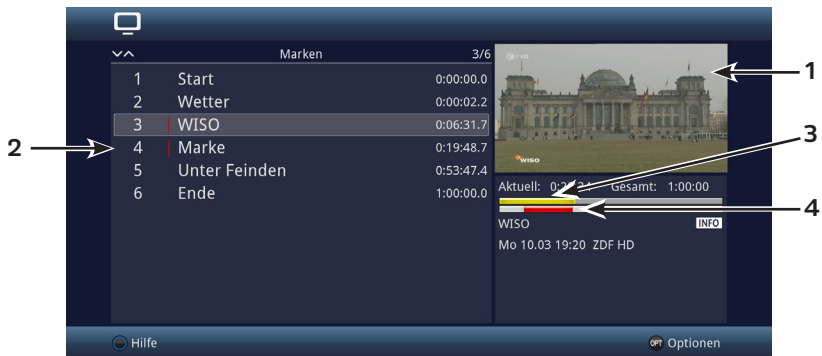 Marken 3/6
1 Start 0:00:00.0
2 Wetter 0:00:02.2
3 WISO 0:06:31.7
4 Marke 0:19:48.7
5 Unter Feinden 0:53:47.4
6 Ende 1:00:00.0
WISO
Aktuell: Gesamt: 1:00:00
WISO INFO
Mo 10.03 19:20 ZDF HD
Hilfe OPT Optionen
1
2
3
4